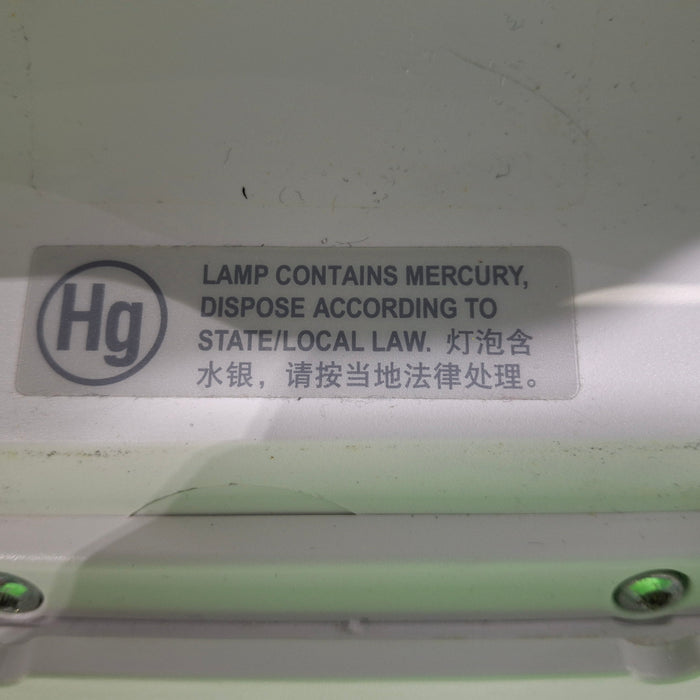 Hg
LAMP CONTAINS MERCURY,
DISPOSE ACCORDING TO
STATE/LOCAL LAW. 灯泡含
水银，请按当地法律处理。